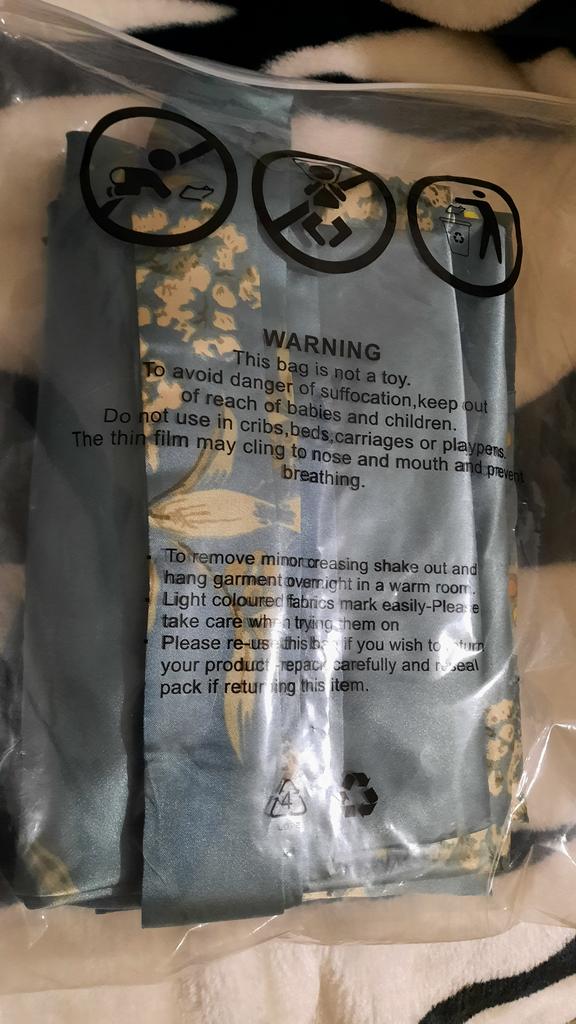 WARNING
This bag is not a toy.
To avoid danger of suffocation,keep out
of reach of babies and children.
Do not use in cribs,beds,carriages or playpens.
The thin film may cling to nose and mouth and prevent
breathing.
· To remove minor creasing shake out and
hang garment overnight in a warm room.
· Light coloured fabrics mark easily-Please
take care when trying them on
· Please re-use this bag if you wish to return
your product -repack carefully and reseal
pack if returning this item.
4
LDPE